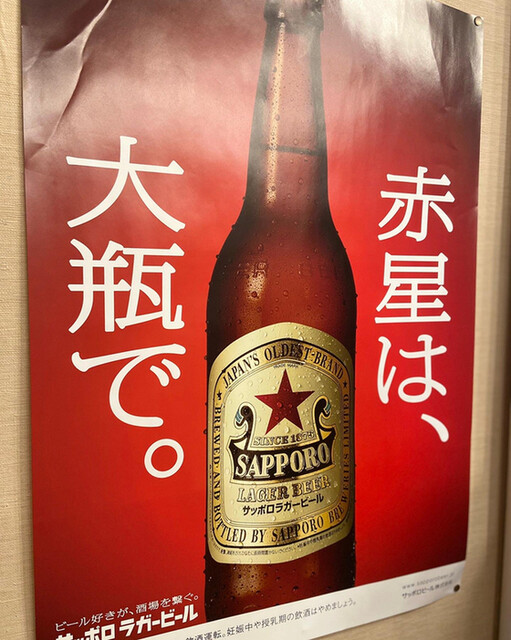 赤星は、
大瓶で。
JAPAN'S OLDEST-BRAND
TRADE MARK
SINCE 1876
SAPPORO
LAGER BEER
サッポロラガービール
BREWED AND BOTTLED BY SAPPORO BREWERIES LIMITED
ビール好きが、酒場を繋ぐ。
サッポロ ラガービール
サッポロビール株式会社
飲酒運転。妊娠中や授乳期の飲酒はやめましょう。